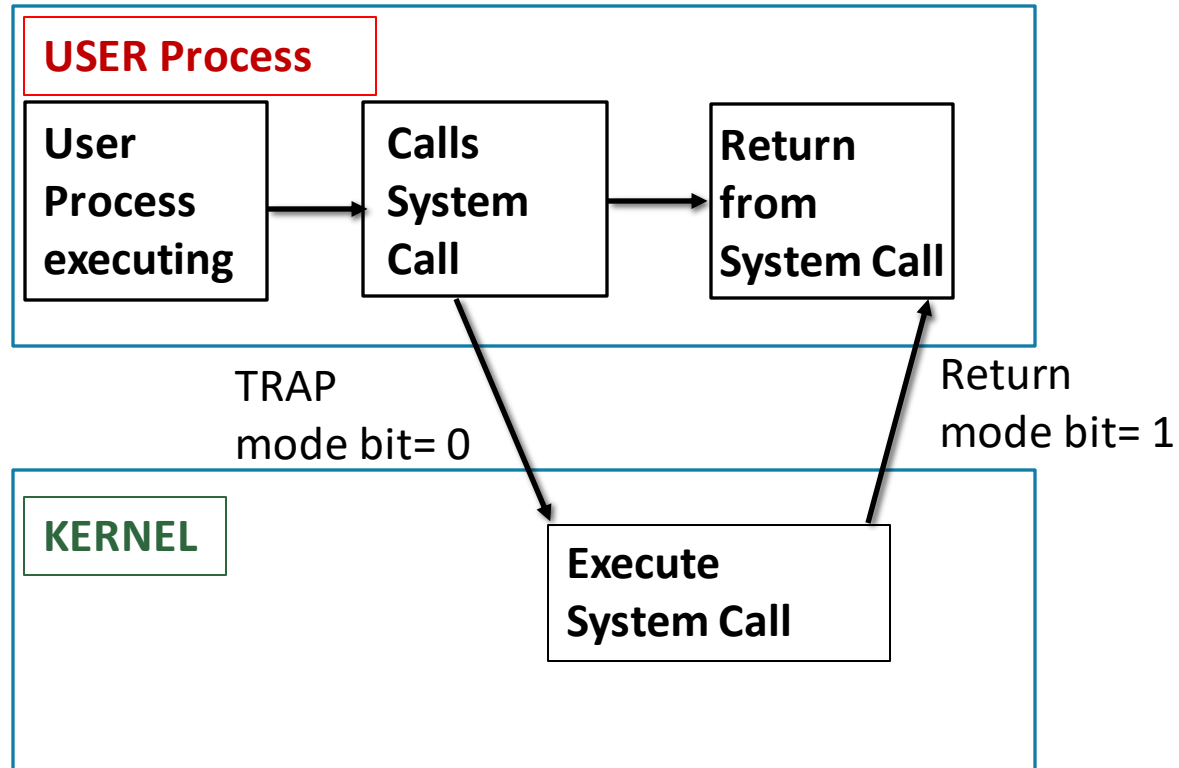 USER Process
User
Process
executing
Calls
System
Call
Return
from
System Call
TRAP
mode bit= 0
Return
mode bit= 1
KERNEL
Execute
System Call